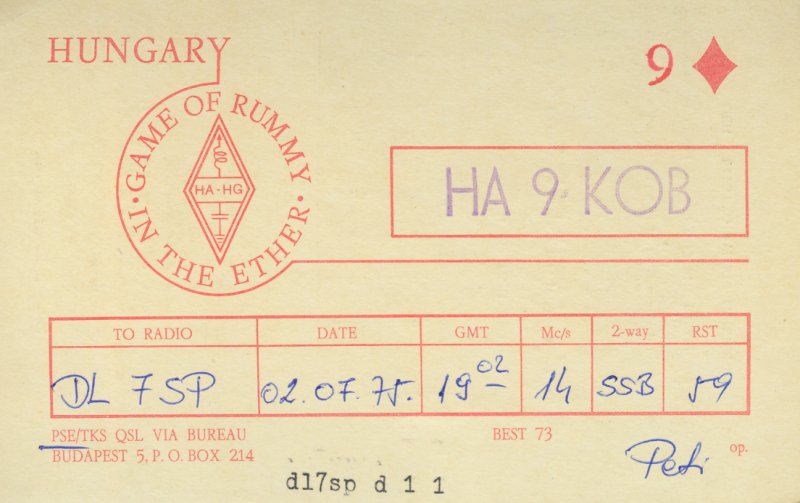 HUNGARY
9 ♦
GAME OF RUMMY · IN THE ETHER ·
HA-HG
HA 9 KOB
TO RADIO DATE GMT Mc/s 2-way RST
DL 7SP 02.07.75. 19 02 14 SSB 59
PSE/TKS QSL VIA BUREAU BEST 73
BUDAPEST 5, P. O. BOX 214 Peti op.
dl7sp d 1 1